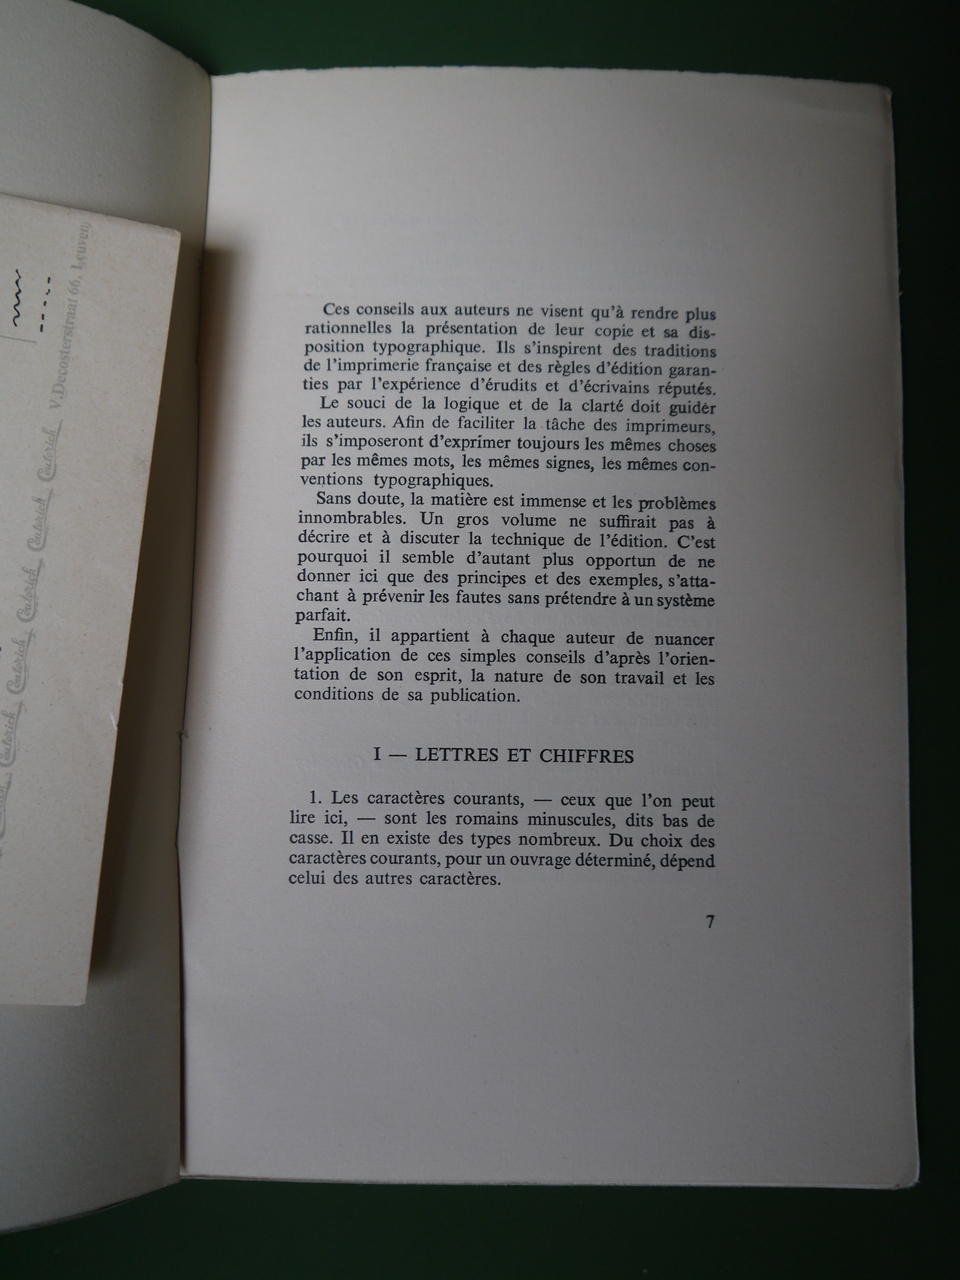 Ces conseils aux auteurs ne visent qu'à rendre plus
rationnelles la présentation de leur copie et sa dis-
position typographique. Ils s'inspirent des traditions
de l'imprimerie française et des règles d'édition garan-
ties par l'expérience d'érudits et d'écrivains réputés.
Le souci de la logique et de la clarté doit guider
les auteurs. Afin de faciliter la tâche des imprimeurs,
ils s'imposeront d'exprimer toujours les mêmes choses
par les mêmes mots, les mêmes signes, les mêmes con-
ventions typographiques.
Sans doute, la matière est immense et les problèmes
innombrables. Un gros volume ne suffirait pas à
décrire et à discuter la technique de l'édition. C'est
pourquoi il semble d'autant plus opportun de ne
donner ici que des principes et des exemples, s'atta-
chant à prévenir les fautes sans prétendre à un système
parfait.
Enfin, il appartient à chaque auteur de nuancer
l'application de ces simples conseils d'après l'orien-
tation de son esprit, la nature de son travail et les
conditions de sa publication.
I — LETTRES ET CHIFFRES
1. Les caractères courants, — ceux que l'on peut
lire ici, — sont les romains minuscules, dits bas de
casse. Il en existe des types nombreux. Du choix des
caractères courants, pour un ouvrage déterminé, dépend
celui des autres caractères.
7
Ceuterick Ceuterick Ceuterick Ceuterick Ceuterick V.Decosterstraat 66, Leuven